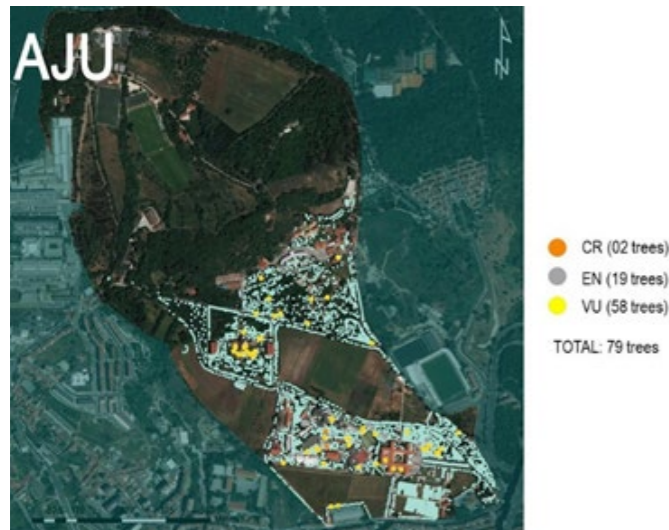 AJU
N
CR (02 trees)
EN (19 trees)
VU (58 trees)
TOTAL: 79 trees